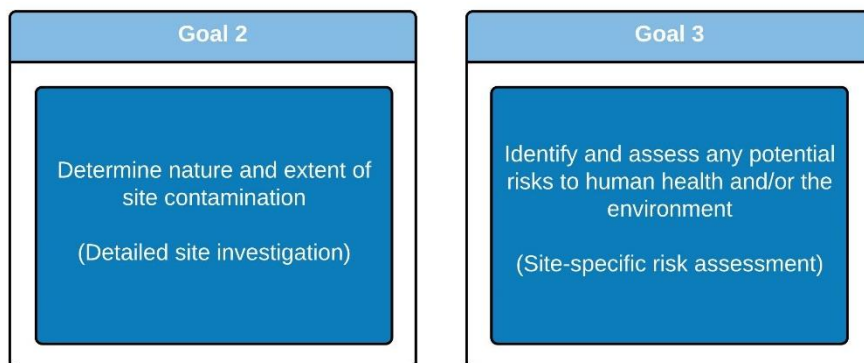 Goal 2
Determine nature and extent of
site contamination
(Detailed site investigation)
Goal 3
Identify and assess any potential
risks to human health and/or the
environment
(Site-specific risk assessment)